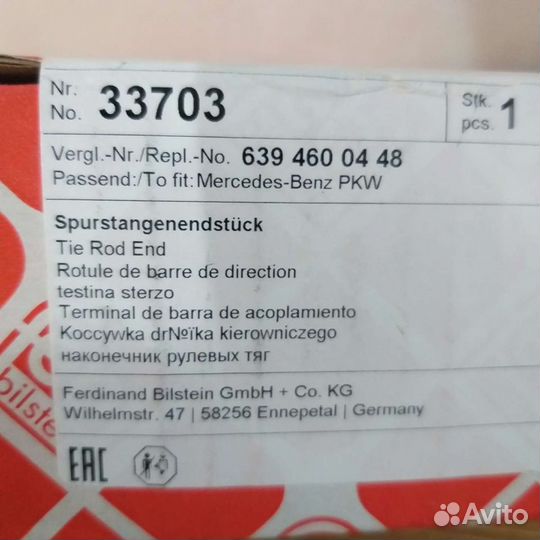 Nr.
No. 33703
Stk.
pcs. 1
Vergl.-Nr./Repl.-No. 639 460 04 48
Passend:/To fit: Mercedes-Benz PKW
Spurstangenendstück
Tie Rod End
Rotule de barre de direction
testina sterzo
Terminal de barra de acoplamiento
Koccywka dr№ïka kierowniczego
наконечник рулевых тяг
Ferdinand Bilstein GmbH + Co. KG
Wilhelmstr. 47 | 58256 Ennepetal | Germany
EAC
bilstein
Avito